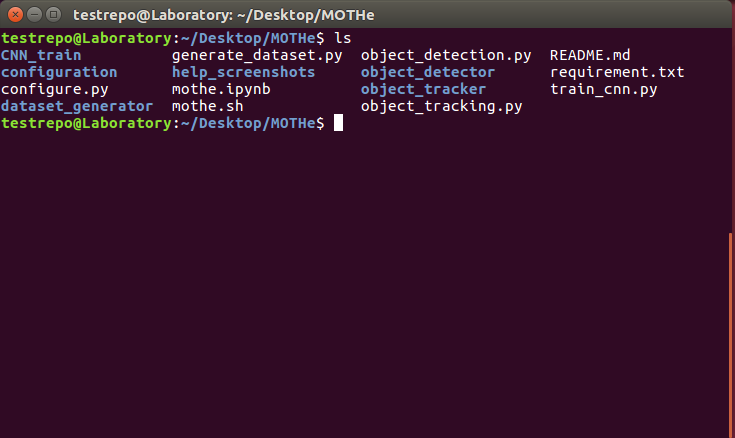 testrepo@Laboratory: ~/Desktop/MOTHe
testrepo@Laboratory:~/Desktop/MOTHe$ ls
CNN_train          generate_dataset.py  object_detection.py  README.md
configuration      help_screenshots     object_detector      requirement.txt
configure.py       mothe.ipynb          object_tracker       train_cnn.py
dataset_generator  mothe.sh             object_tracking.py
testrepo@Laboratory:~/Desktop/MOTHe$